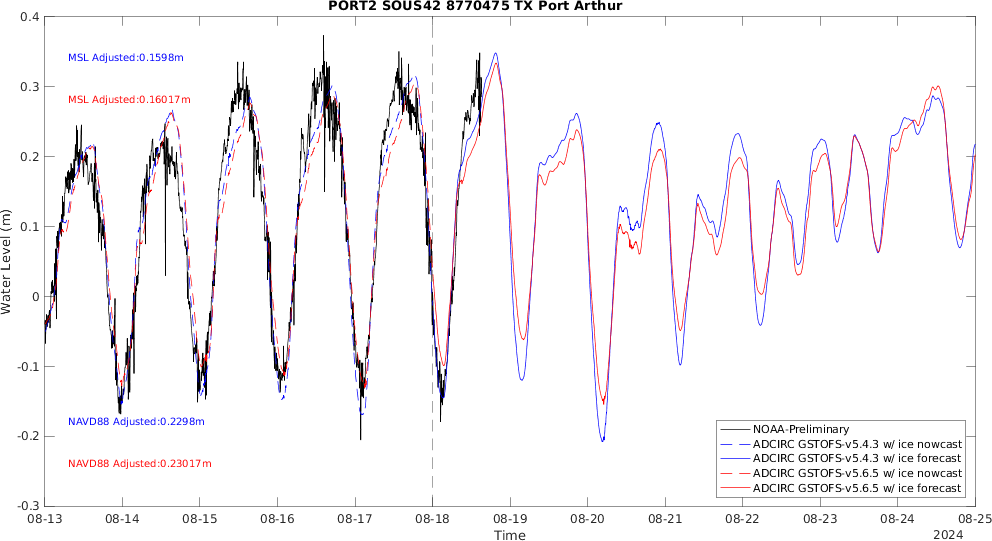 PORT2 SOUS42 8770475 TX Port Arthur
0.4
0.3
0.2
0.1
0
-0.1
-0.2
-0.3
Water Level (m)
MSL Adjusted:0.1598m
MSL Adjusted:0.16017m
NAVD88 Adjusted:0.2298m
NAVD88 Adjusted:0.23017m
NOAA-Preliminary
ADCIRC GSTOFS-v5.4.3 w/ ice nowcast
ADCIRC GSTOFS-v5.4.3 w/ ice forecast
ADCIRC GSTOFS-v5.6.5 w/ ice nowcast
ADCIRC GSTOFS-v5.6.5 w/ ice forecast
08-13 08-14 08-15 08-16 08-17 08-18 08-19 08-20 08-21 08-22 08-23 08-24 08-25
Time
2024